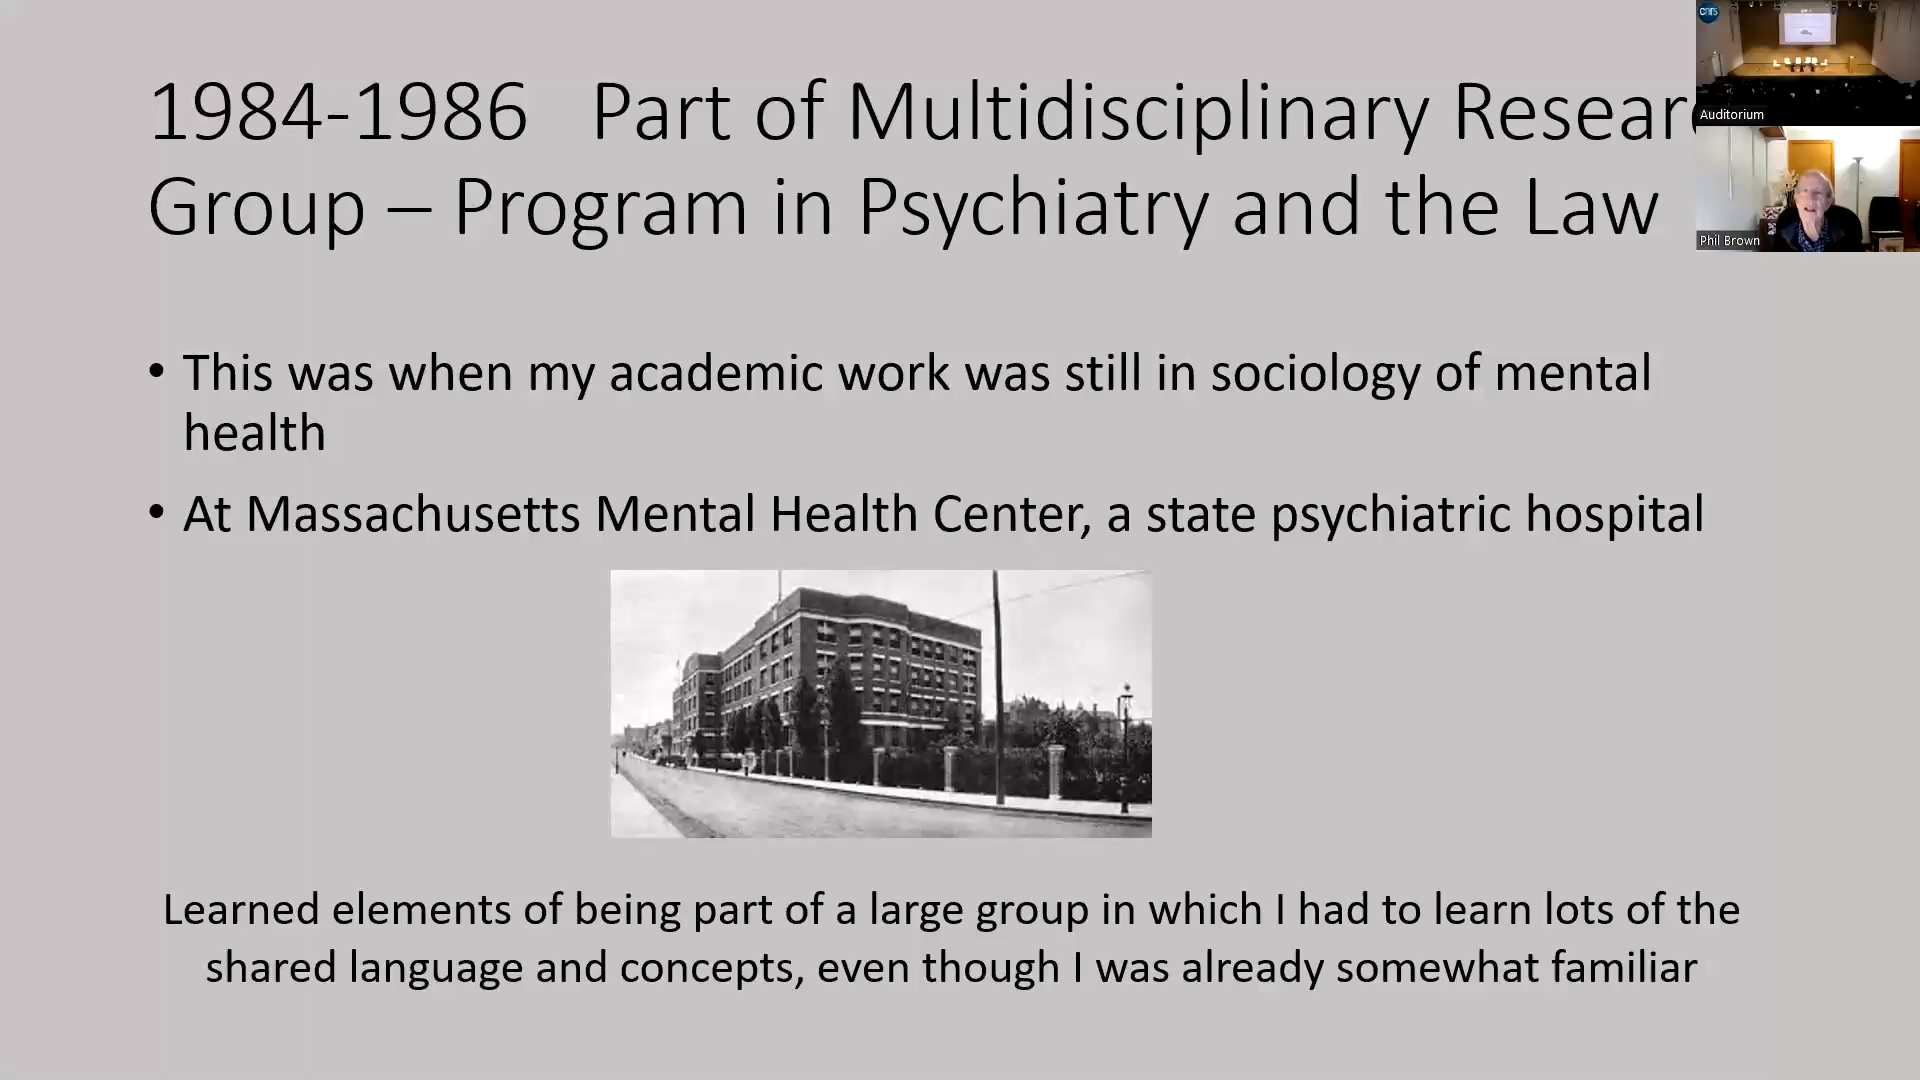 1984-1986 Part of Multidisciplinary Researc
Group – Program in Psychiatry and the Law
• This was when my academic work was still in sociology of mental
health
• At Massachusetts Mental Health Center, a state psychiatric hospital
Learned elements of being part of a large group in which I had to learn lots of the
shared language and concepts, even though I was already somewhat familiar
cnrs
Auditorium
Phil Brown